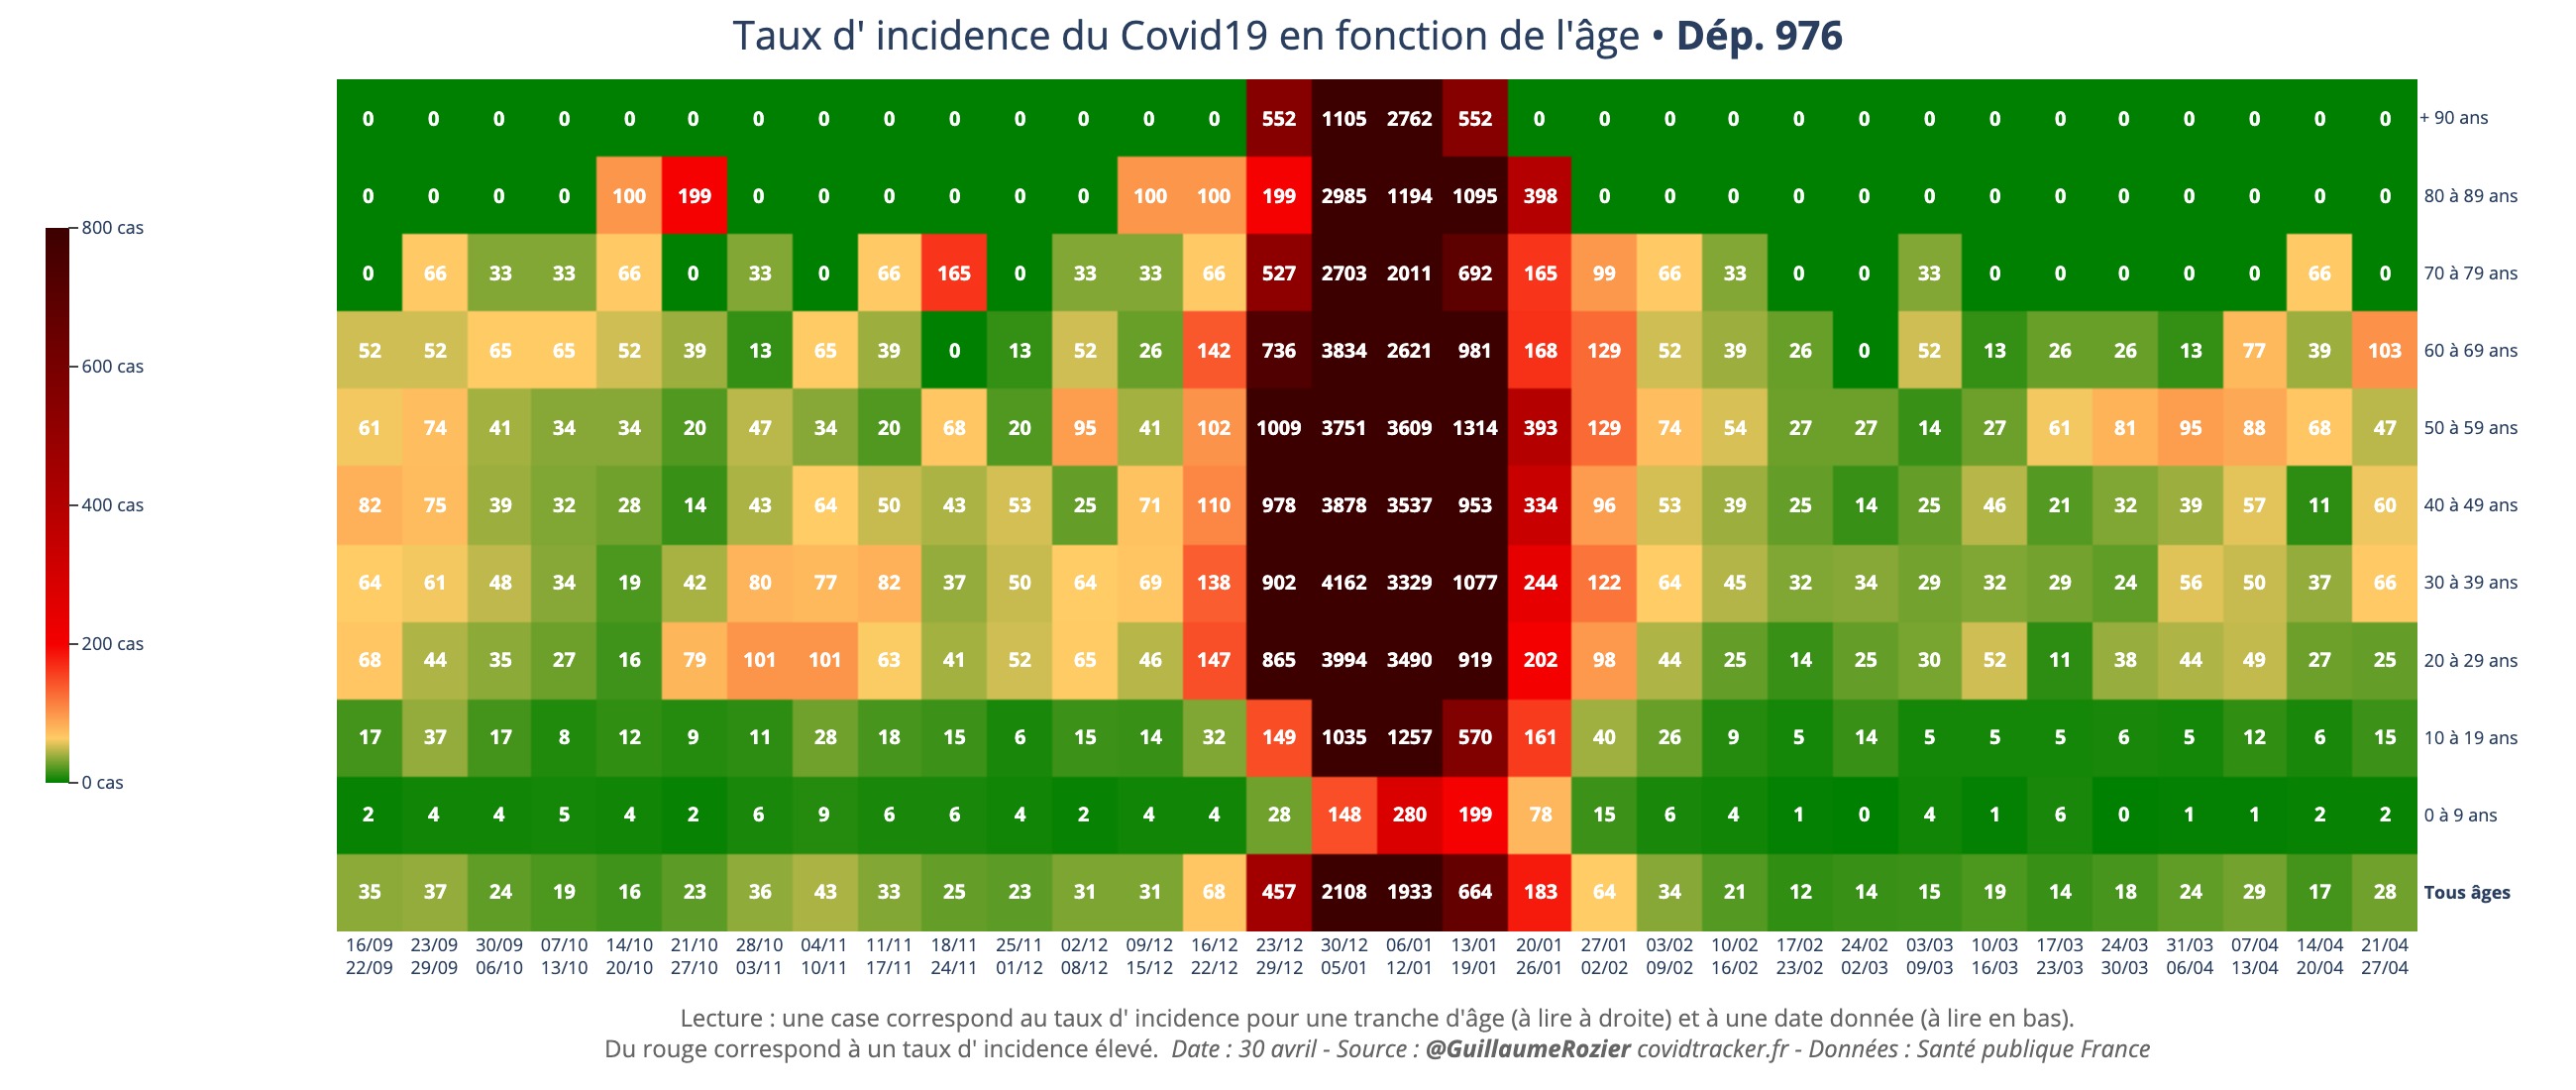 Taux d' incidence du Covid19 en fonction de l'âge • Dép. 976
800 cas
600 cas
400 cas
200 cas
0 cas
0 0 0 0 0 0 0 0 0 0 0 0 0 0 552 1105 2762 552 0 0 0 0 0 0 0 0 0 0 0 0 0 0 + 90 ans
0 0 0 0 100 199 0 0 0 0 0 0 100 100 199 2985 1194 1095 398 0 0 0 0 0 0 0 0 0 0 0 0 0 80 à 89 ans
0 66 33 33 66 0 33 0 66 165 0 33 33 66 527 2703 2011 692 165 99 66 33 0 0 33 0 0 0 0 0 66 0 70 à 79 ans
52 52 65 65 52 39 13 65 39 0 13 52 26 142 736 3834 2621 981 168 129 52 39 26 0 52 13 26 26 13 77 39 103 60 à 69 ans
61 74 41 34 34 20 47 34 20 68 20 95 41 102 1009 3751 3609 1314 393 129 74 54 27 27 14 27 61 81 95 88 68 47 50 à 59 ans
82 75 39 32 28 14 43 64 50 43 53 25 71 110 978 3878 3537 953 334 96 53 39 25 14 25 46 21 32 39 57 11 60 40 à 49 ans
64 61 48 34 19 42 80 77 82 37 50 64 69 138 902 4162 3329 1077 244 122 64 45 32 34 29 32 29 24 56 50 37 66 30 à 39 ans
68 44 35 27 16 79 101 101 63 41 52 65 46 147 865 3994 3490 919 202 98 44 25 14 25 30 52 11 38 44 49 27 25 20 à 29 ans
17 37 17 8 12 9 11 28 18 15 6 15 14 32 149 1035 1257 570 161 40 26 9 5 14 5 5 5 6 5 12 6 15 10 à 19 ans
2 4 4 5 4 2 6 9 6 6 4 2 4 4 28 148 280 199 78 15 6 4 1 0 4 1 6 0 1 1 2 2 0 à 9 ans
35 37 24 19 16 23 36 43 33 25 23 31 31 68 457 2108 1933 664 183 64 34 21 12 14 15 19 14 18 24 29 17 28 Tous âges
16/09 23/09 30/09 07/10 14/10 21/10 28/10 04/11 11/11 18/11 25/11 02/12 09/12 16/12 23/12 30/12 06/01 13/01 20/01 27/01 03/02 10/02 17/02 24/02 03/03 10/03 17/03 24/03 31/03 07/04 14/04 21/04
22/09 29/09 06/10 13/10 20/10 27/10 03/11 10/11 17/11 24/11 01/12 08/12 15/12 22/12 29/12 05/01 12/01 19/01 26/01 02/02 09/02 16/02 23/02 02/03 09/03 16/03 23/03 30/03 06/04 13/04 20/04 27/04
Lecture : une case correspond au taux d' incidence pour une tranche d'âge (à lire à droite) et à une date donnée (à lire en bas).
Du rouge correspond à un taux d' incidence élevé. Date : 30 avril - Source : @GuillaumeRozier covidtracker.fr - Données : Santé publique France